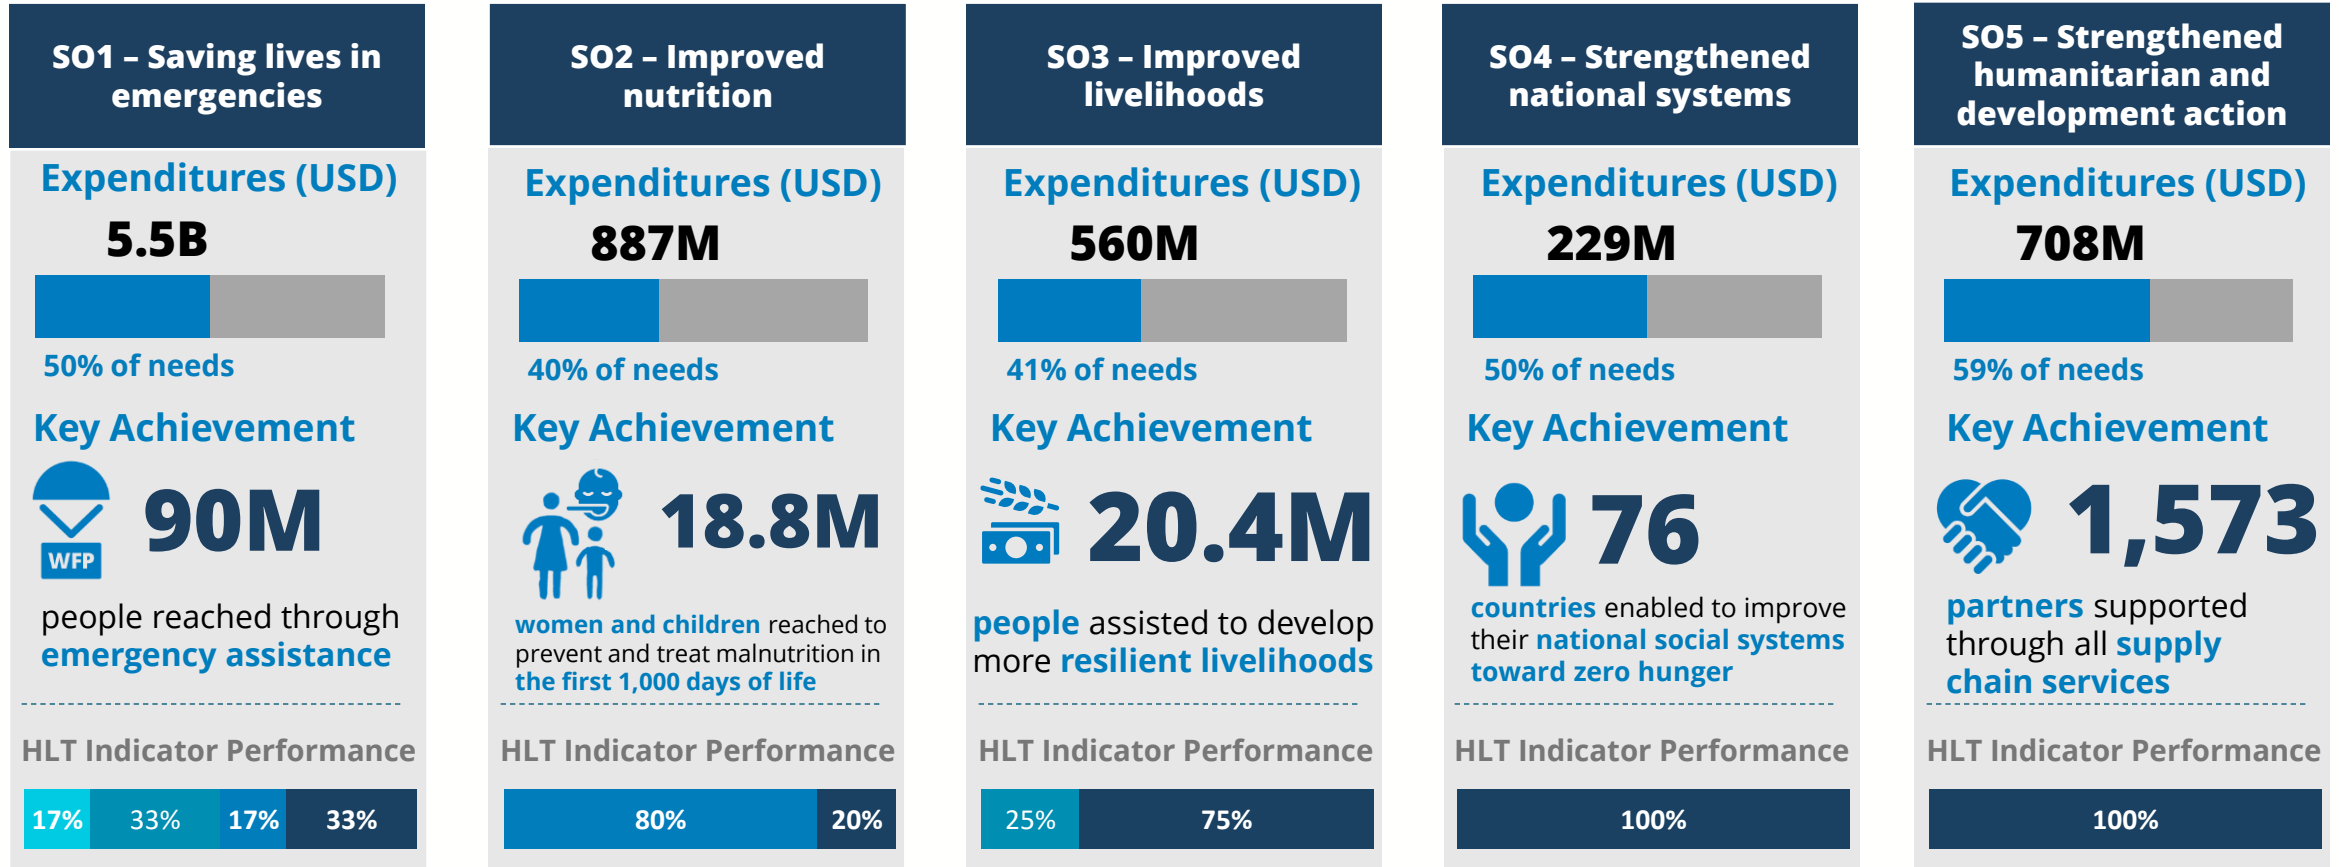 SO1 – Saving lives in
emergencies
Expenditures (USD)
5.5B
50% of needs
Key Achievement
WFP
90M
people reached through
emergency assistance
HLT Indicator Performance
17% 33% 17% 33%
SO2 – Improved
nutrition
Expenditures (USD)
887M
40% of needs
Key Achievement
18.8M
women and children reached to
prevent and treat malnutrition in
the first 1,000 days of life
HLT Indicator Performance
80% 20%
SO3 – Improved
livelihoods
Expenditures (USD)
560M
41% of needs
Key Achievement
20.4M
people assisted to develop
more resilient livelihoods
HLT Indicator Performance
25% 75%
SO4 – Strengthened
national systems
Expenditures (USD)
229M
50% of needs
Key Achievement
76
countries enabled to improve
their national social systems
toward zero hunger
HLT Indicator Performance
100%
SO5 – Strengthened
humanitarian and
development action
Expenditures (USD)
708M
59% of needs
Key Achievement
1,573
partners supported
through all supply
chain services
HLT Indicator Performance
100%